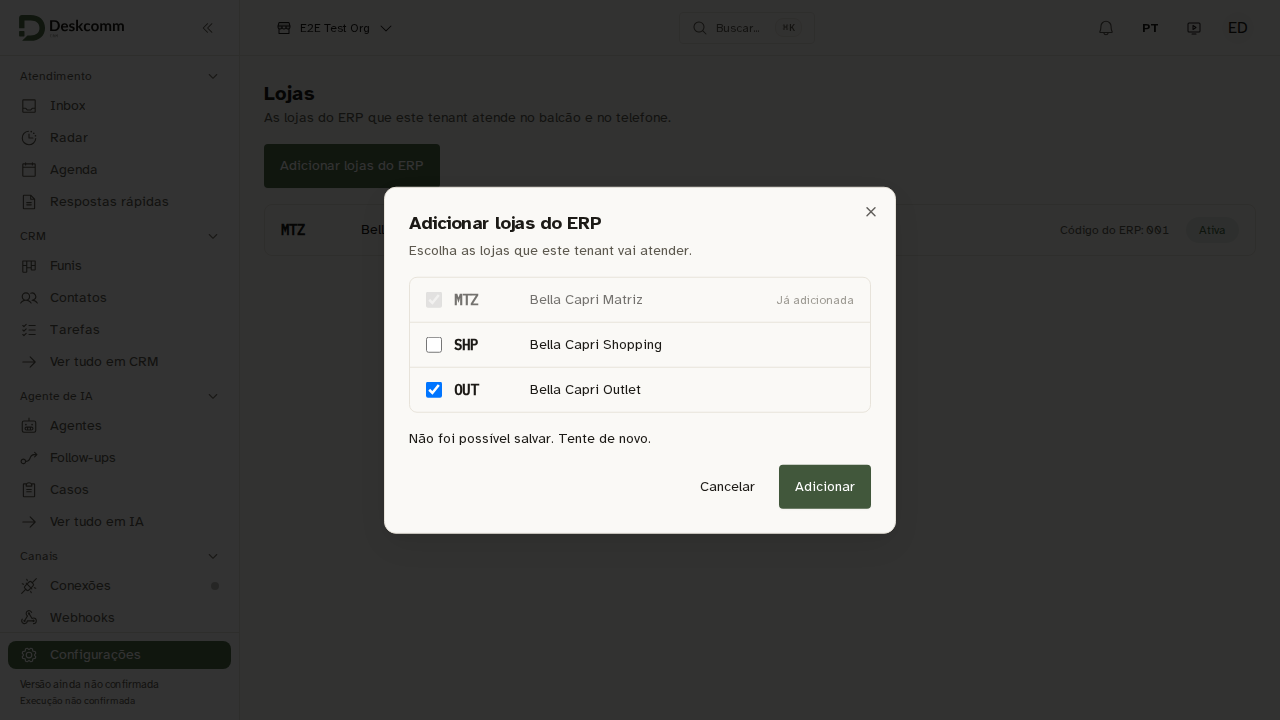 Deskcomm
E2E Test Org
Buscar...
⌘K
PT
ED
Atendimento
Inbox
Radar
Agenda
Respostas rápidas
CRM
Funis
Contatos
Tarefas
Ver tudo em CRM
Agente de IA
Agentes
Follow-ups
Casos
Ver tudo em IA
Canais
Conexões
Webhooks
Configurações
Versão ainda não confirmada
Execução não confirmada
Lojas
As lojas do ERP que este tenant atende no balcão e no telefone.
Adicionar lojas do ERP
MTZ Bell Código do ERP: 001 Ativa
Adicionar lojas do ERP
Escolha as lojas que este tenant vai atender.
MTZ Bella Capri Matriz Já adicionada
SHP Bella Capri Shopping
OUT Bella Capri Outlet
Não foi possível salvar. Tente de novo.
Cancelar Adicionar